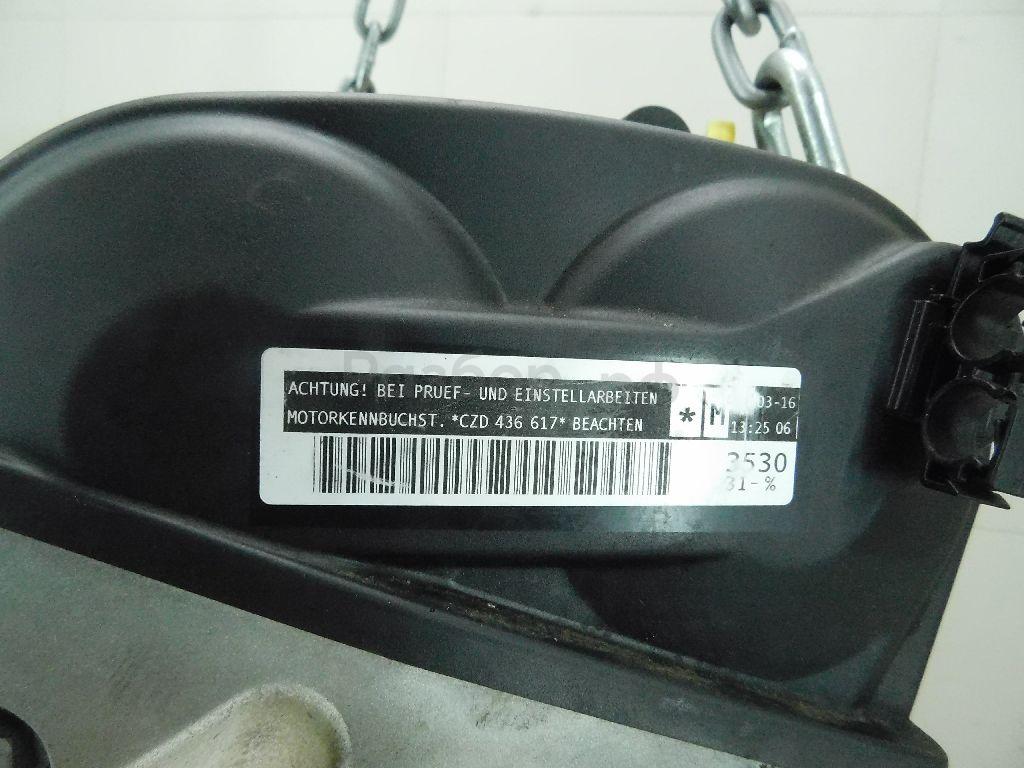 ACHTUNG! BEI PRUEF- UND EINSTELLARBEITEN
MOTORKENNBUCHST. *CZD 436 617* BEACHTEN
* M
03-16
13:25 06
3530
31-%